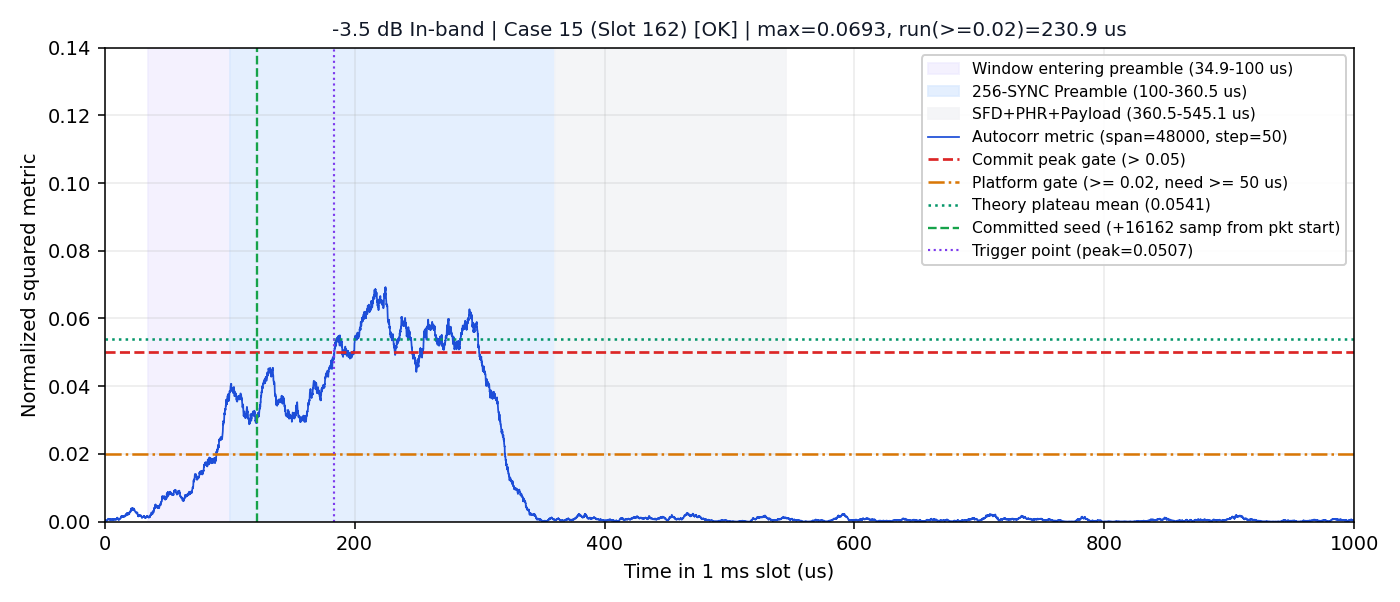 -3.5 dB In-band | Case 15 (Slot 162) [OK] | max=0.0693, run(>=0.02)=230.9 us
Normalized squared metric
0.14
0.12
0.10
0.08
0.06
0.04
0.02
0.00
Window entering preamble (34.9-100 us)
256-SYNC Preamble (100-360.5 us)
SFD+PHR+Payload (360.5-545.1 us)
Autocorr metric (span=48000, step=50)
Commit peak gate (> 0.05)
Platform gate (>= 0.02, need >= 50 us)
Theory plateau mean (0.0541)
Committed seed (+16162 samp from pkt start)
Trigger point (peak=0.0507)
0 200 400 600 800 1000
Time in 1 ms slot (us)